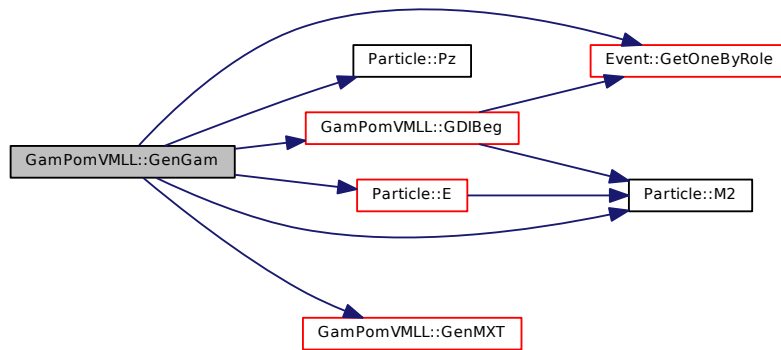 GamPomVMLL::GenGam
Particle::Pz
Event::GetOneByRole
GamPomVMLL::GDIBeg
Particle::E
Particle::M2
GamPomVMLL::GenMXT